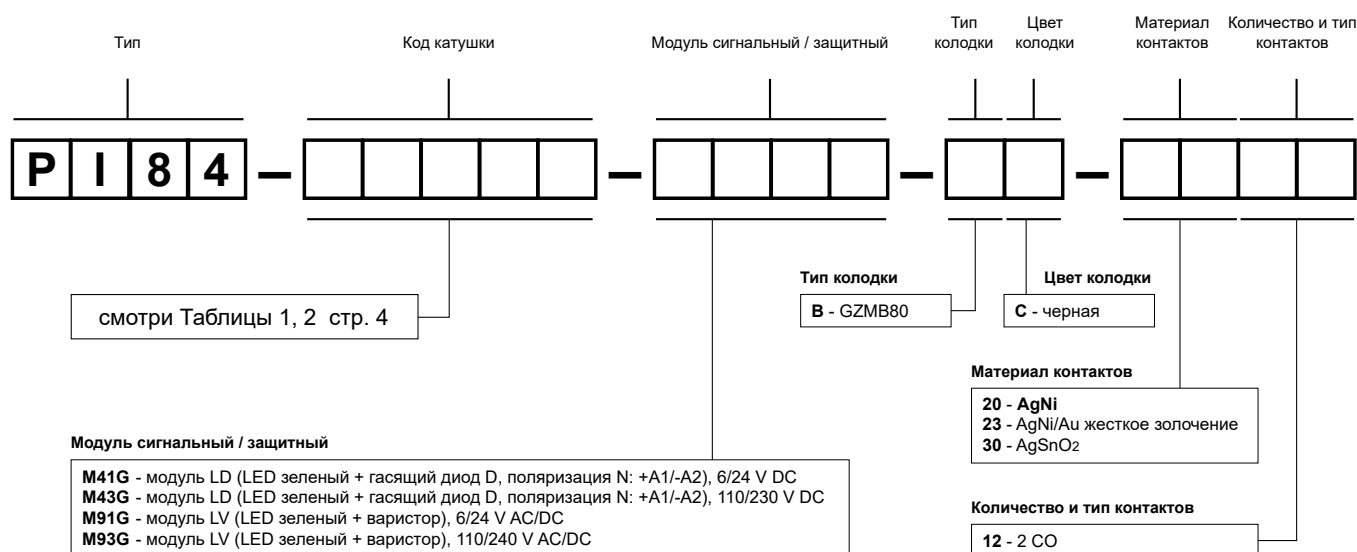 Тип
Код катушки
Модуль сигнальный / защитный
Тип
колодки
Цвет
колодки
Материал
контактов
Количество и тип
контактов
PI84 – – – –
смотри Таблицы 1, 2 стр. 4
Тип колодки
B - GZMB80
Цвет колодки
C - черная
Материал контактов
20 - AgNi
23 - AgNi/Au жесткое золочение
30 - AgSnO2
Модуль сигнальный / защитный
M41G - модуль LD (LED зеленый + гасящий диод D, поляризация N: +A1/-A2), 6/24 V DC
M43G - модуль LD (LED зеленый + гасящий диод D, поляризация N: +A1/-A2), 110/230 V DC
M91G - модуль LV (LED зеленый + варистор), 6/24 V AC/DC
M93G - модуль LV (LED зеленый + варистор), 110/240 V AC/DC
Количество и тип контактов
12 - 2 CO